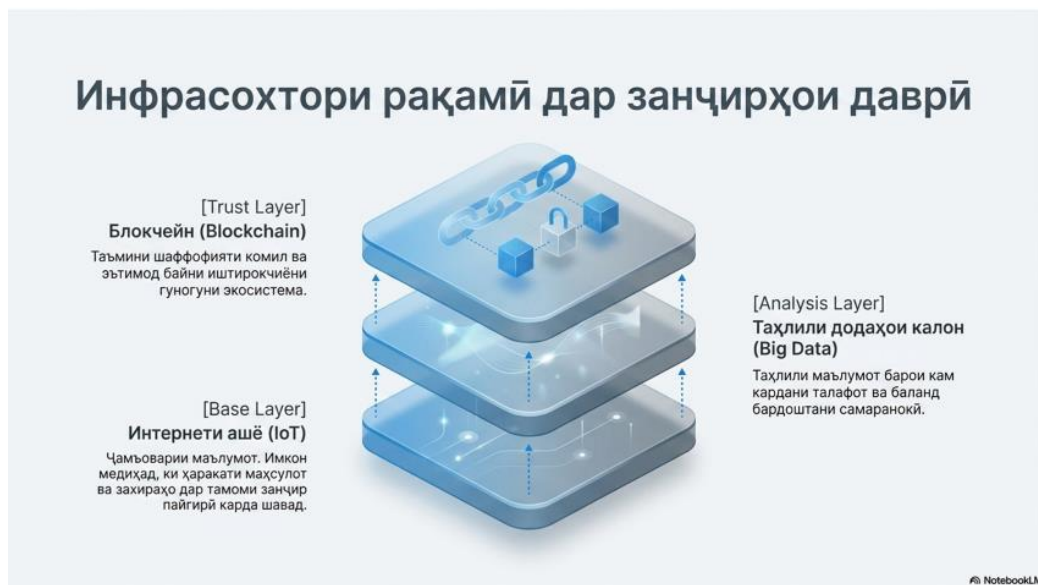 Инфрасохтори рақамӣ дар занҷирҳои даврӣ
[Trust Layer]
Блокчейн (Blockchain)
Таъмини шаффофияти комил ва
эътимод байни иштирокчиёни
гуногуни экосистема.
[Analysis Layer]
Таҳлили додаҳои калон
(Big Data)
Таҳлили маълумот барои кам
кардани талафот ва баланд
бардоштани самаранокӣ.
[Base Layer]
Интернети ашё (IoT)
Ҷамъоварии маълумот. Имкон
медиҳад, ки ҳаракати маҳсулот
ва захираҳо дар тамоми занҷир
пайгирӣ карда шавад.
NotebookLM